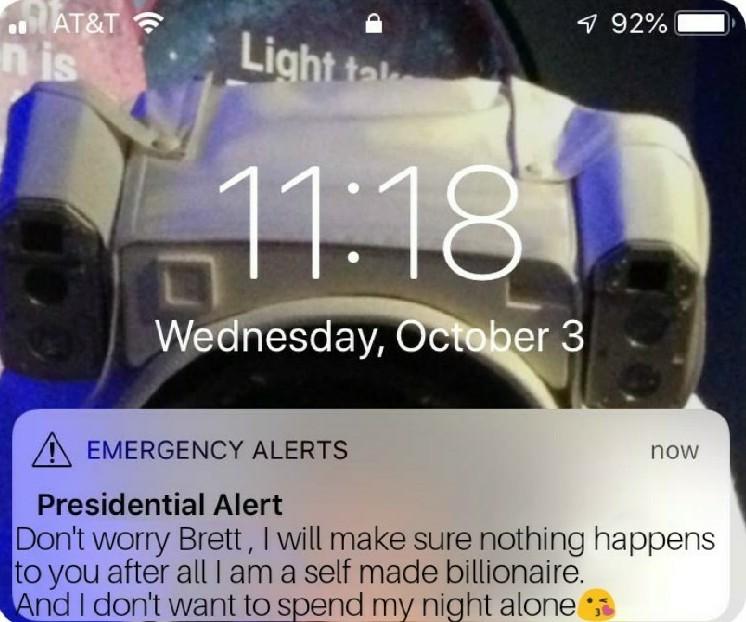 AT&T 92%
of
n is
Light
11:18
Wednesday, October 3
EMERGENCY ALERTS now
Presidential Alert
Don't worry Brett , I will make sure nothing happens
to you after all I am a self made billionaire.
And I don't want to spend my night alone😘